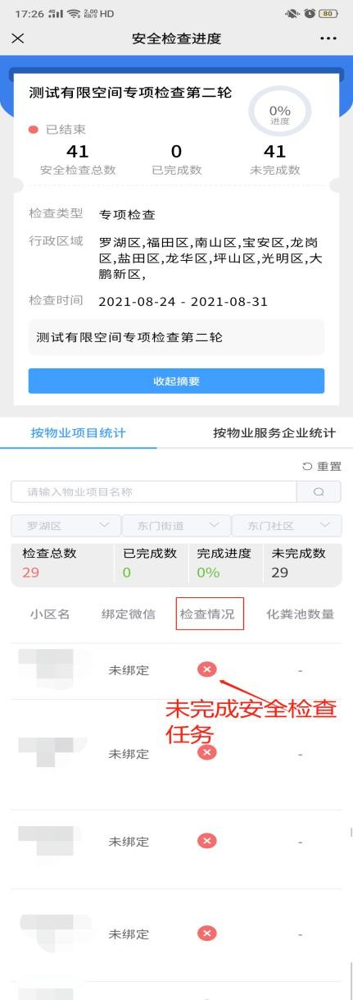 17:26 4G 2.00 KB/S HD 80
安全检查进度
测试有限空间专项检查第二轮
0%
进度
已结束
41 0 41
安全检查总数 已完成数 未完成数
检查类型 专项检查
行政区域 罗湖区,福田区,南山区,宝安区,龙岗
区,盐田区,龙华区,坪山区,光明区,大
鹏新区,
检查时间 2021-08-24 - 2021-08-31
测试有限空间专项检查第二轮
收起摘要
按物业项目统计 按物业服务企业统计
重置
请输入物业项目名称
罗湖区 东门街道 东门社区
检查总数 已完成数 完成进度 未完成数
29 0 0% 29
小区名 绑定微信 检查情况 化粪池数量
未绑定 -
未完成安全检查
任务
未绑定 -
未绑定 -
未绑定 -